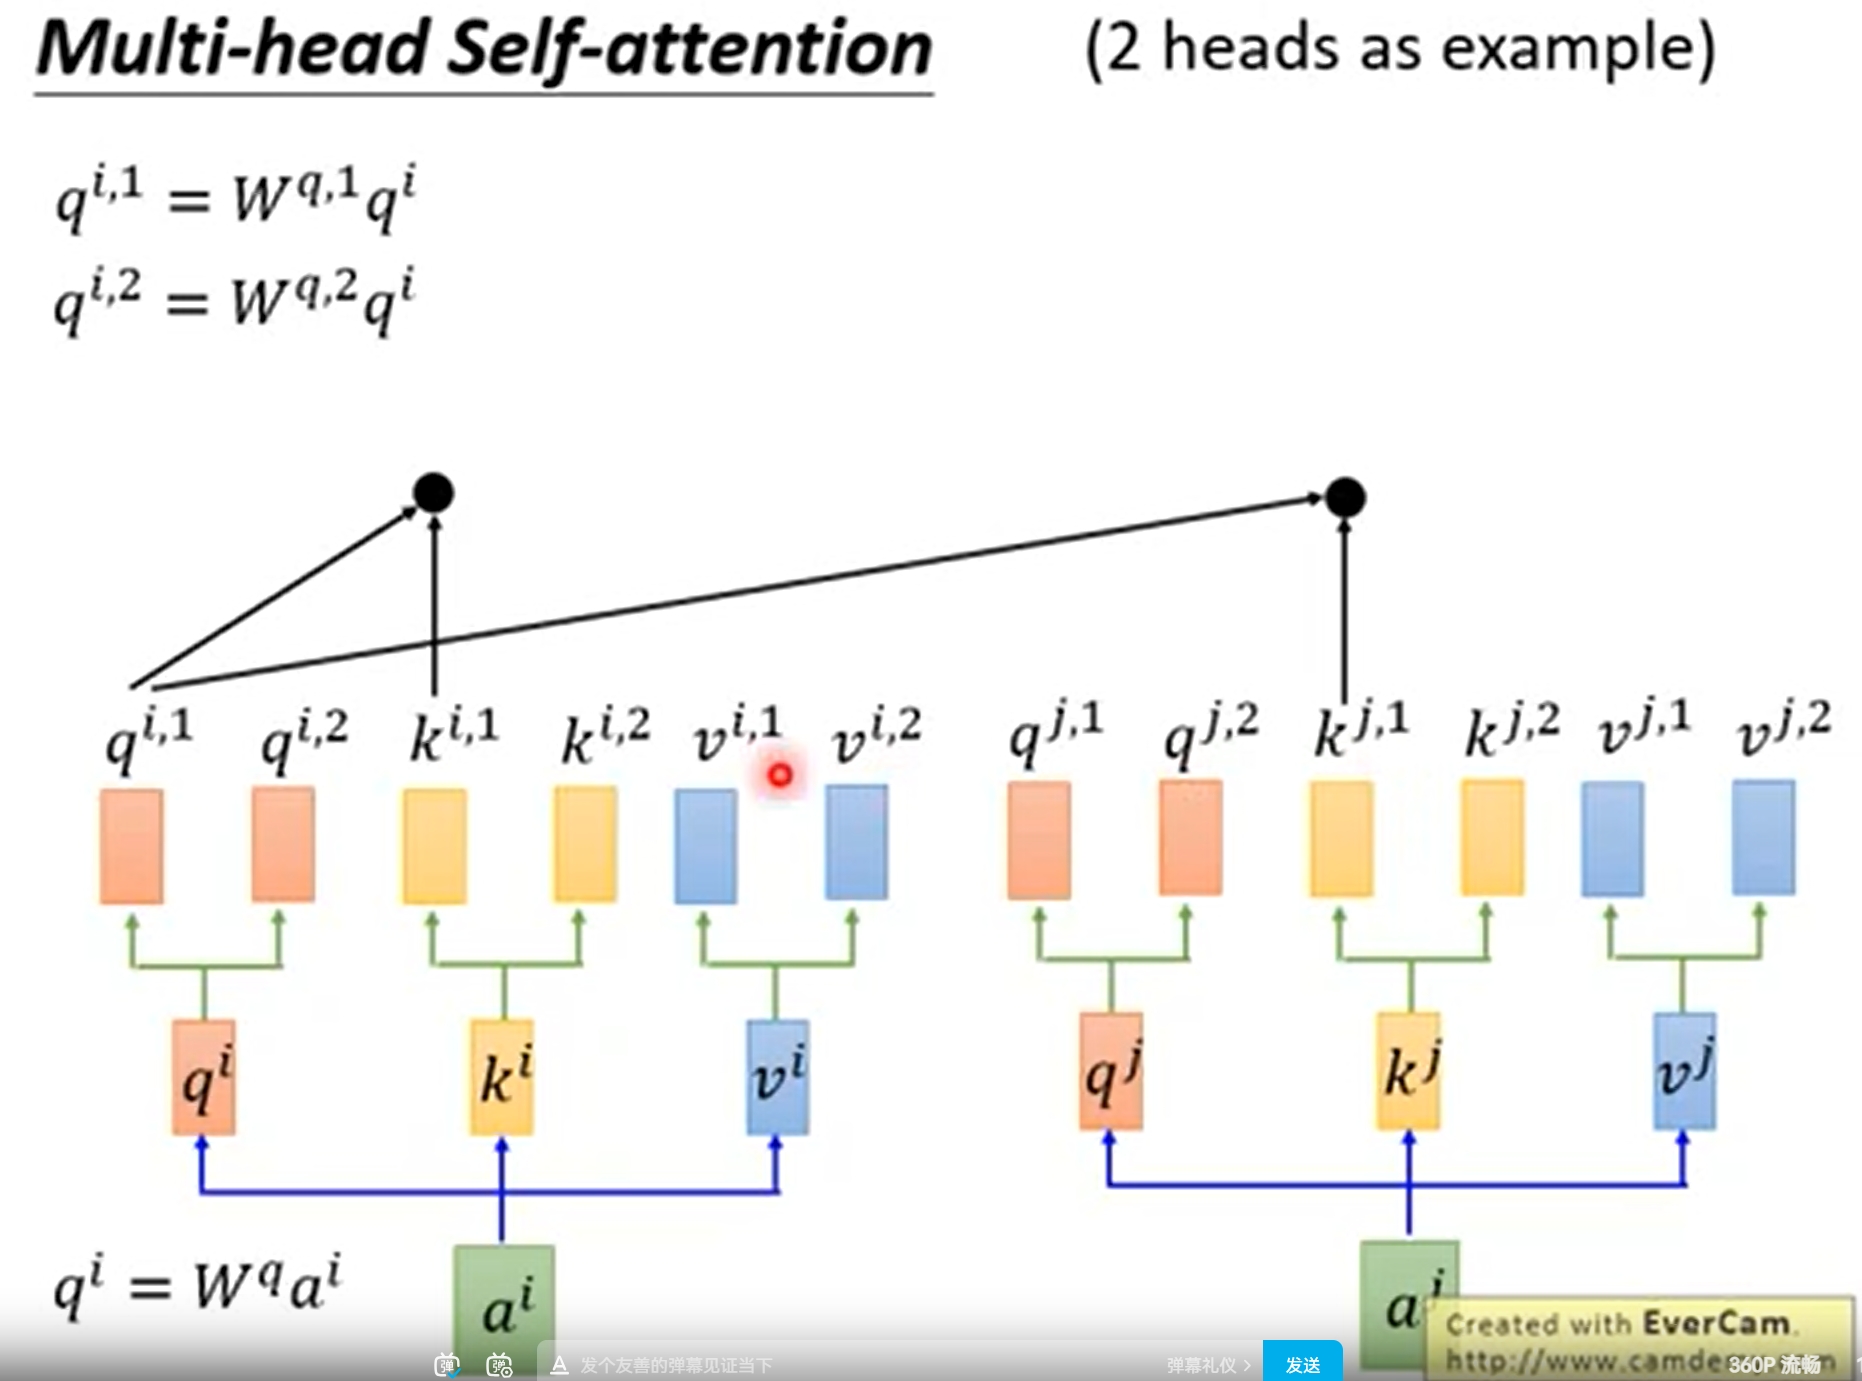 Multi-head Self-attention (2 heads as example)
q^{i,1} = W^{q,1}q^i
q^{i,2} = W^{q,2}q^i
q^{i,1} q^{i,2} k^{i,1} k^{i,2} v^{i,1} v^{i,2} q^{j,1} q^{j,2} k^{j,1} k^{j,2} v^{j,1} v^{j,2}
q^i k^i v^i q^j k^j v^j
q^i = W^q a^i
a^i a^j
Created with EverCam.
http://www.camde
弹 弹 A 发个友善的弹幕见证当下 弹幕礼仪 > 发送 360P 流畅